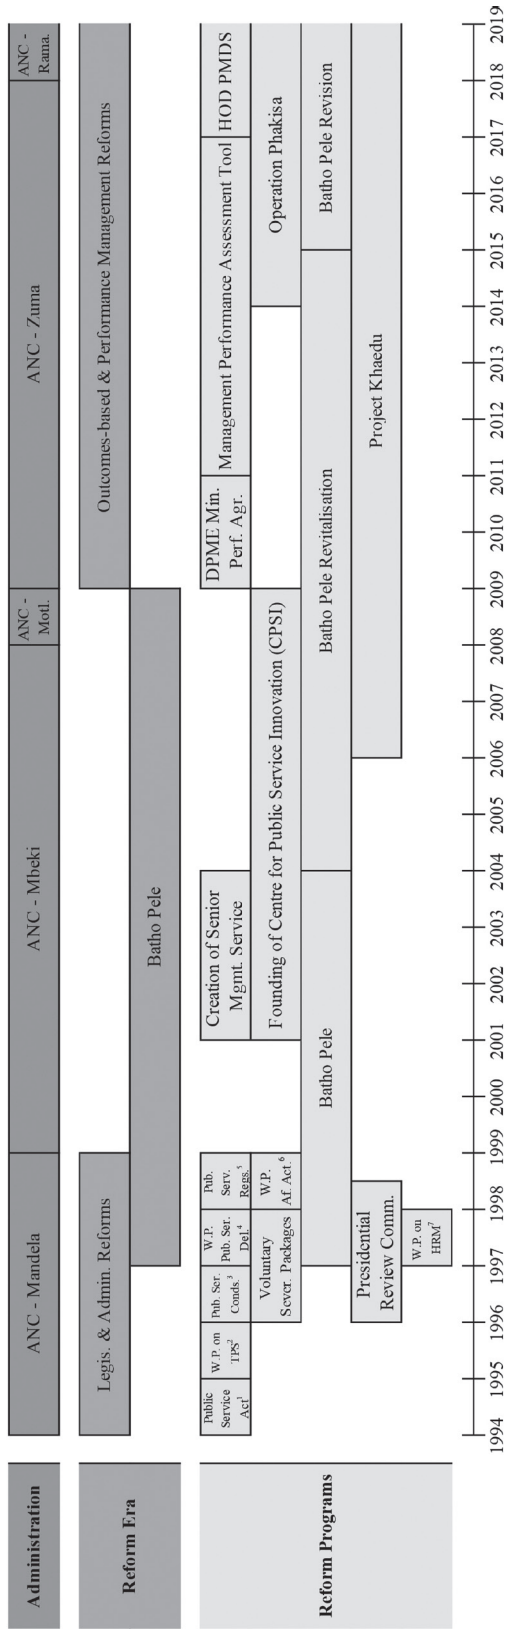 Administration
ANC - Mandela
ANC - Mbeki
ANC -
Motl.
ANC - Zuma
ANC -
Rama.
Reform Era
Legis. & Admin. Reforms
Outcomes-based & Performance Management Reforms
Batho Pele
Reform Programs
Public
Service
Act¹
W.P. on
TPS²
Pub. Ser.
Conds.³
W.P.
Pub. Ser.
Del.⁴
Pub.
Serv.
Regs.⁵
Creation of Senior
Mgmt. Service
DPME Min.
Perf. Agr.
Management Performance Assessment Tool
HOD PMDS
Voluntary
Sever. Packages
W.P.
Af. Act.⁶
Founding of Centre for Public Service Innovation (CPSI)
Operation Phakisa
Batho Pele
Batho Pele Revitalisation
Batho Pele Revision
Presidential
Review Comm.
Project Khaedu
W.P. on
HRM⁷
1994 1995 1996 1997 1998 1999 2000 2001 2002 2003 2004 2005 2006 2007 2008 2009 2010 2011 2012 2013 2014 2015 2016 2017 2018 2019